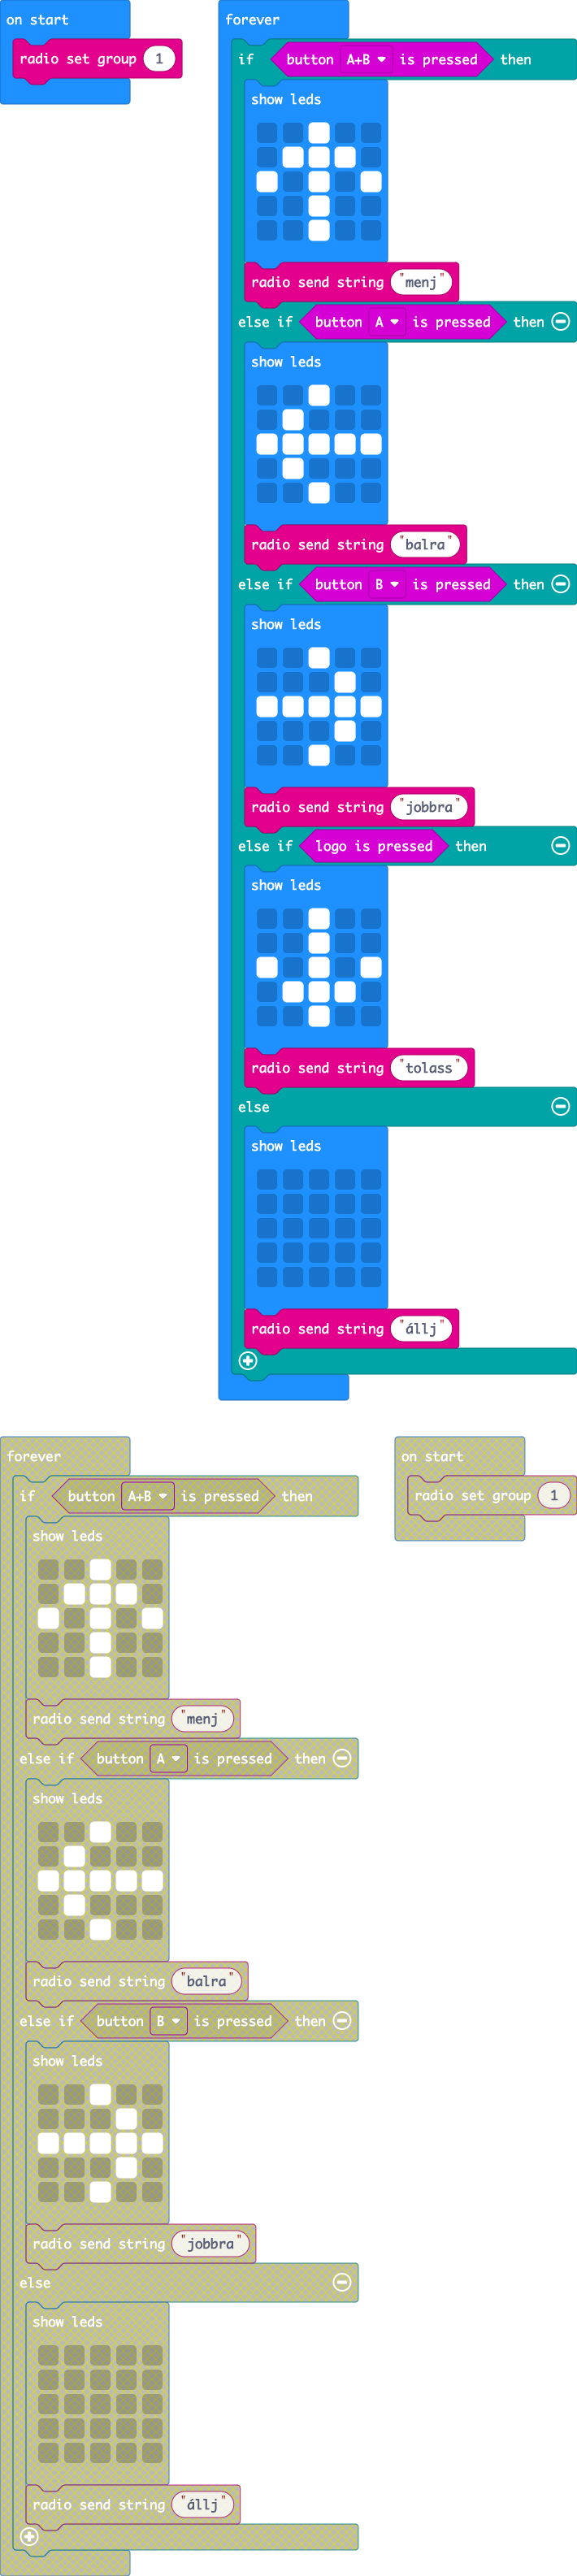 on start
radio set group 1
forever
if button A+B is pressed then
show leds
radio send string "menj"
else if button A is pressed then
show leds
radio send string "balra"
else if button B is pressed then
show leds
radio send string "jobbra"
else if logo is pressed then
show leds
radio send string "tolass"
else
show leds
radio send string "állj"
forever
if button A+B is pressed then
show leds
radio send string "menj"
else if button A is pressed then
show leds
radio send string "balra"
else if button B is pressed then
show leds
radio send string "jobbra"
else
show leds
radio send string "állj"
on start
radio set group 1